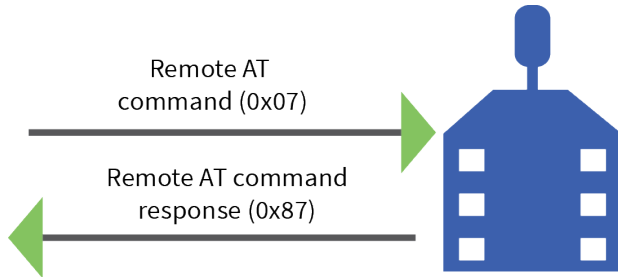 Remote AT
command (0x07)
Remote AT command
response (0x87)